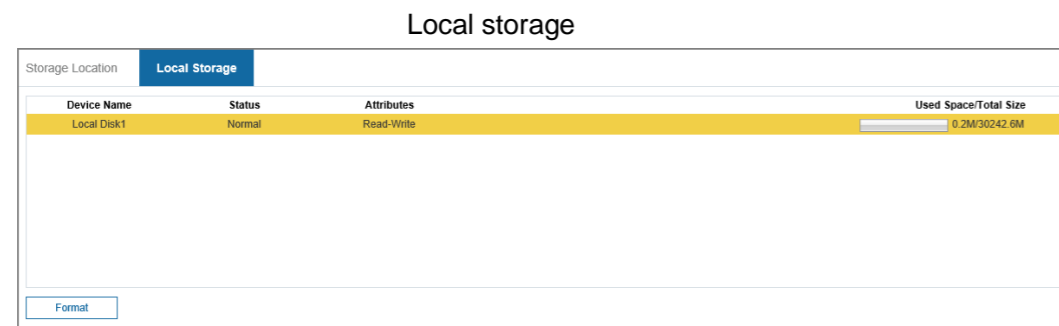 Local storage
Storage Location Local Storage
Device Name Status Attributes Used Space/Total Size
Local Disk1 Normal Read-Write 0.2M/30242.6M
Format